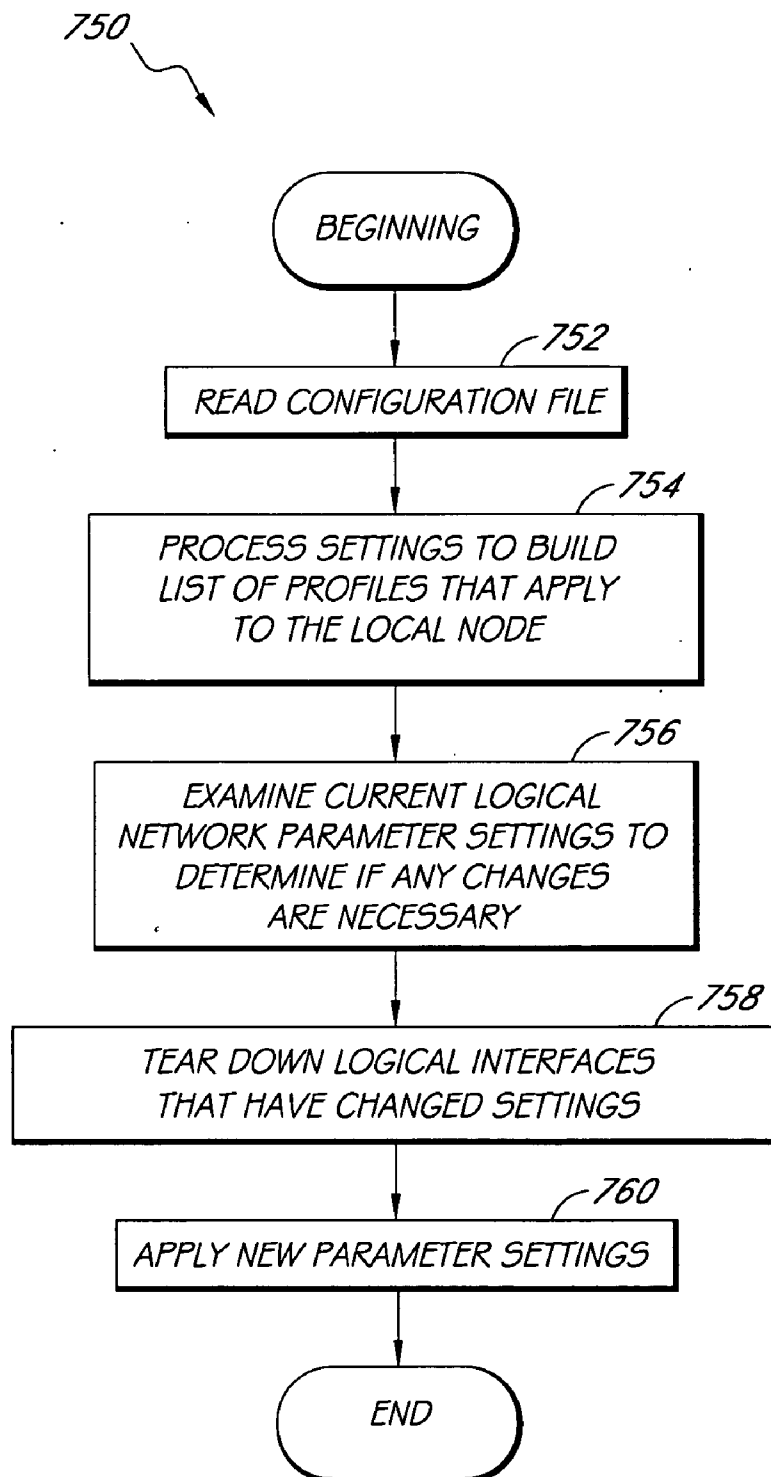 750
BEGINNING
752
READ CONFIGURATION FILE
754
PROCESS SETTINGS TO BUILD
LIST OF PROFILES THAT APPLY
TO THE LOCAL NODE
756
EXAMINE CURRENT LOGICAL
NETWORK PARAMETER SETTINGS TO
DETERMINE IF ANY CHANGES
ARE NECESSARY
758
TEAR DOWN LOGICAL INTERFACES
THAT HAVE CHANGED SETTINGS
760
APPLY NEW PARAMETER SETTINGS
END